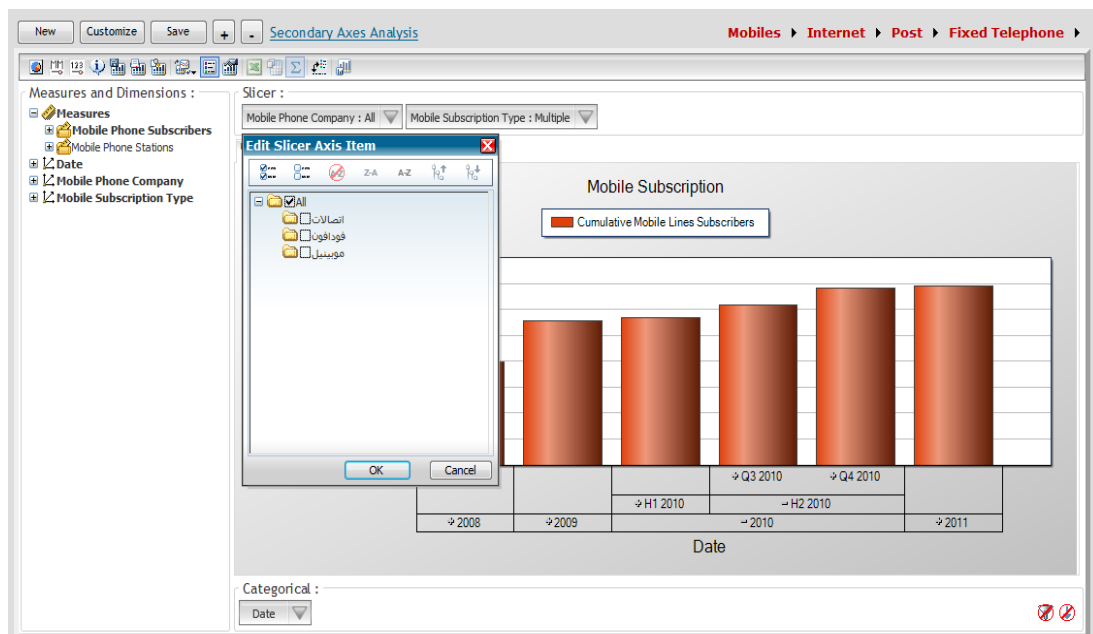 New Customize Save + - Secondary Axes Analysis Mobiles Internet Post Fixed Telephone
Measures and Dimensions :
Measures
Mobile Phone Subscribers
Mobile Phone Stations
Date
Mobile Phone Company
Mobile Subscription Type
Slicer :
Mobile Phone Company : All Mobile Subscription Type : Multiple
Edit Slicer Axis Item
Z-A A-Z
All
اتصالات
فودافون
موبينيل
OK Cancel
Mobile Subscription
Cumulative Mobile Lines Subscribers
Q3 2010 Q4 2010
H1 2010 H2 2010
2008 2009 2010 2011
Date
Categorical :
Date